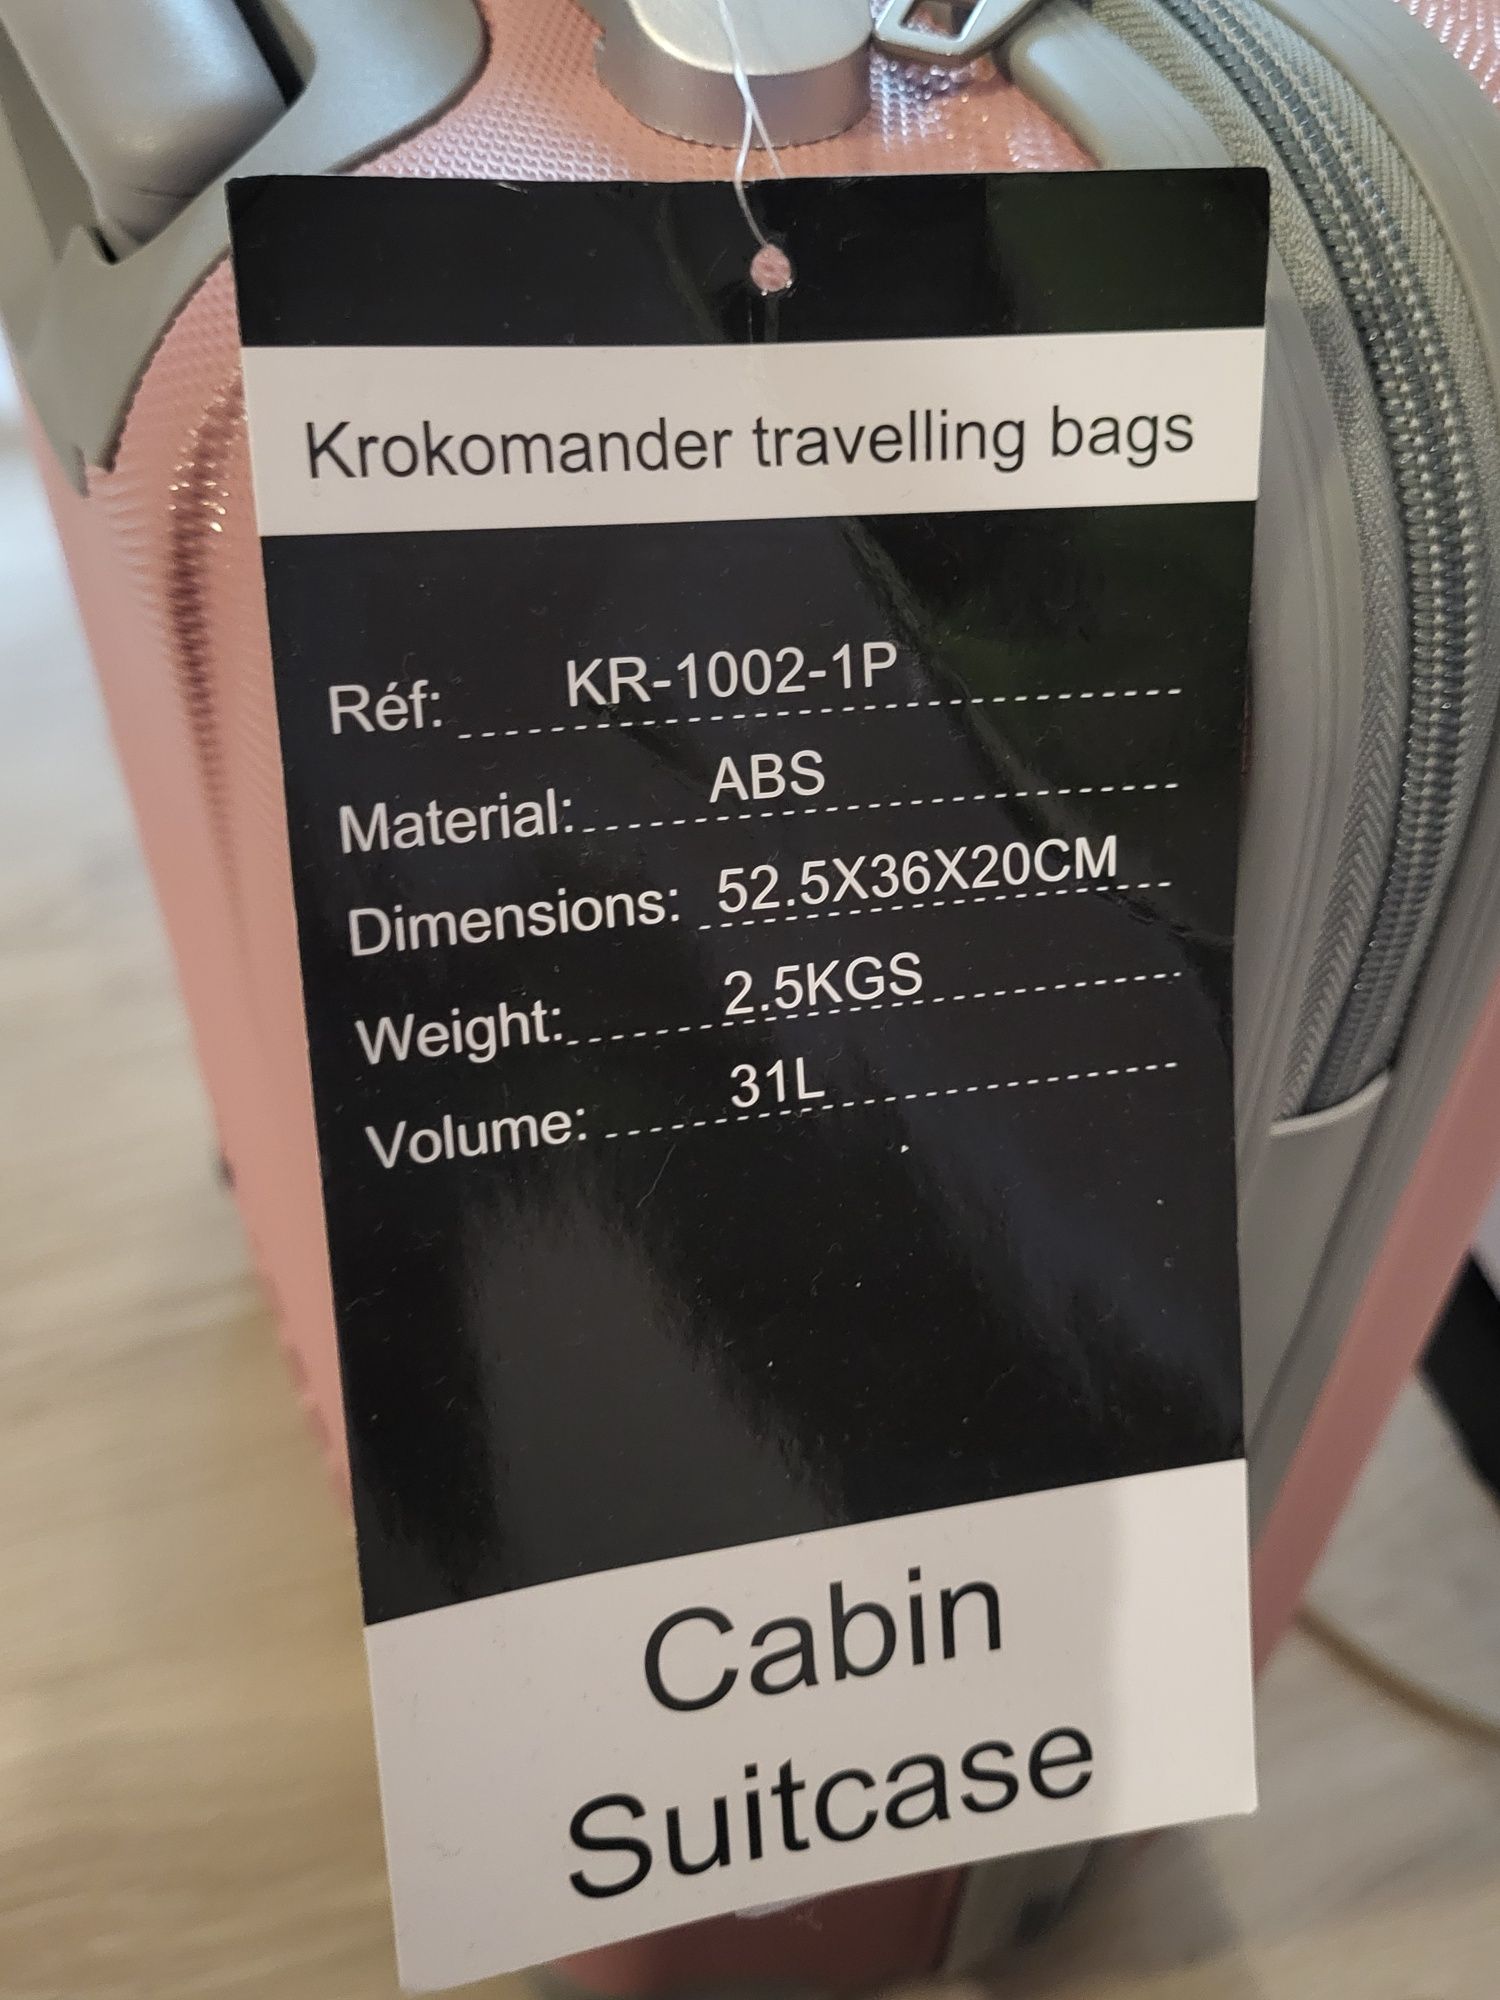 Krokomander travelling bags
Réf: KR-1002-1P
Material: ABS
Dimensions: 52.5X36X20CM
Weight: 2.5KGS
Volume: 31L
Cabin
Suitcase